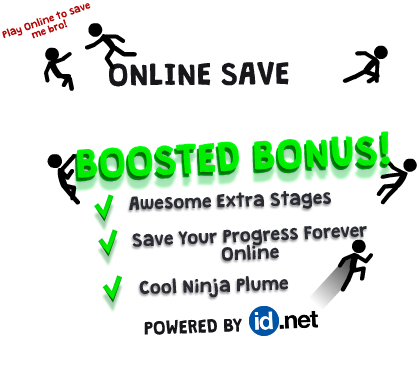 Play Online to save
me bro!
ONLINE SAVE
BOOSTED BONUS!
Awesome Extra Stages
Save Your Progress Forever
Online
Cool Ninja Plume
POWERED BY id.net